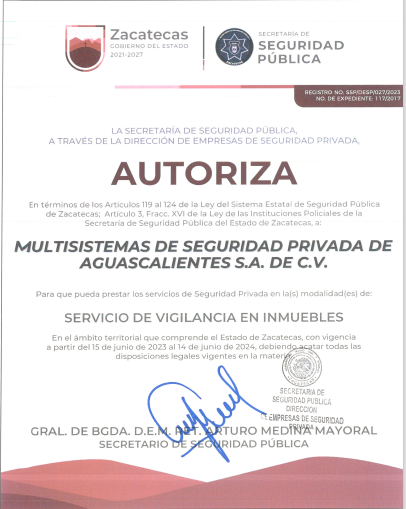 Zacatecas
GOBIERNO DEL ESTADO
2021-2027
SECRETARÍA DE
SEGURIDAD
PÚBLICA
REGISTRO NO. SSP/DESP/027/2023
NO. DE EXPEDIENTE: 117/2017
LA SECRETARÍA DE SEGURIDAD PÚBLICA,
A TRAVÉS DE LA DIRECCIÓN DE EMPRESAS DE SEGURIDAD PRIVADA,
AUTORIZA
En términos de los Artículos 119 al 124 de la Ley del Sistema Estatal de Seguridad Pública
de Zacatecas; Artículo 3, Fracc. XVI de la Ley de las Instituciones Policiales de la
Secretaría de Seguridad Pública del Estado de Zacatecas, a:
MULTISISTEMAS DE SEGURIDAD PRIVADA DE
AGUASCALIENTES S.A. DE C.V.
Para que pueda prestar los servicios de Seguridad Privada en la(s) modalidad(es) de:
SERVICIO DE VIGILANCIA EN INMUEBLES
En el ámbito territorial que comprende el Estado de Zacatecas, con vigencia
a partir del 15 de junio de 2023 al 14 de junio de 2024, debiendo acatar todas las
disposiciones legales vigentes en la materia.
SECRETARIA DE
SEGURIDAD PUBLICA
DIRECCION
DE EMPRESAS DE SEGURIDAD
PRIVADA
GRAL. DE BGDA. D.E.M. RET. ARTURO MEDINA MAYORAL
SECRETARIO DE SEGURIDAD PÚBLICA